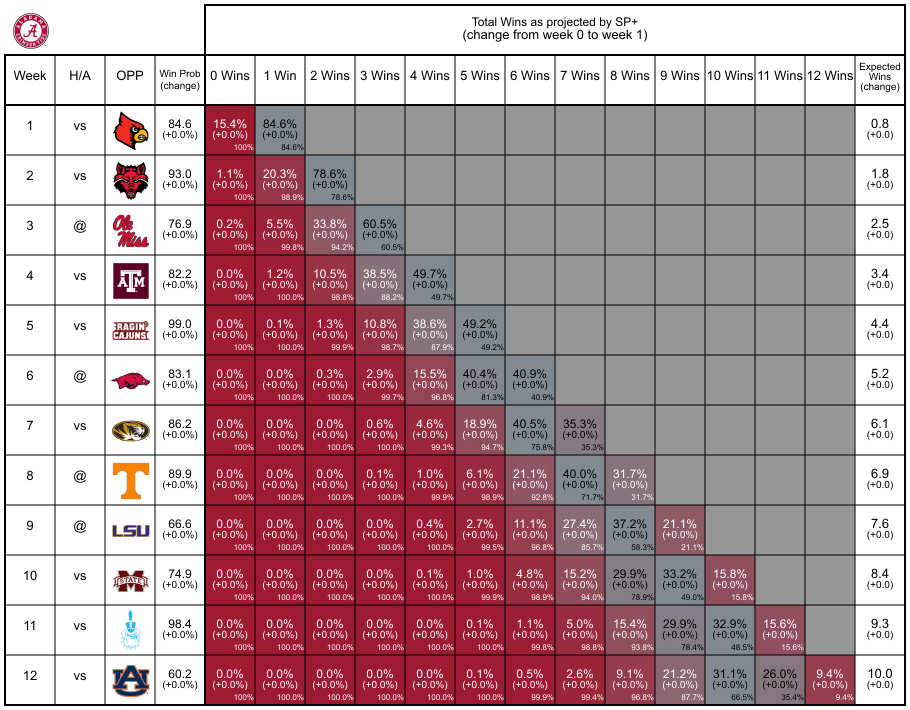 ALABAMA
A
CRIMSON TIDE
Total Wins as projected by SP+
(change from week 0 to week 1)
Week H/A OPP Win Prob (change) 0 Wins 1 Win 2 Wins 3 Wins 4 Wins 5 Wins 6 Wins 7 Wins 8 Wins 9 Wins 10 Wins 11 Wins 12 Wins Expected Wins (change)
1 vs 84.6 15.4% 84.6% 0.8
(+0.0%) (+0.0%) (+0.0%) (+0.0)
100% 84.6%
2 vs 93.0 1.1% 20.3% 78.6% 1.8
(+0.0%) (+0.0%) (+0.0%) (+0.0%) (+0.0)
100% 98.9% 78.6%
3 @ Ole Miss 76.9 0.2% 5.5% 33.8% 60.5% 2.5
(+0.0%) (+0.0%) (+0.0%) (+0.0%) (+0.0%) (+0.0)
100% 99.8% 94.2% 60.5%
4 vs ATM 82.2 0.0% 1.2% 10.5% 38.5% 49.7% 3.4
(+0.0%) (+0.0%) (+0.0%) (+0.0%) (+0.0%) (+0.0%) (+0.0)
100% 100.0% 98.8% 88.2% 49.7%
5 vs RAGIN' CAJUNS 99.0 0.0% 0.1% 1.3% 10.8% 38.6% 49.2% 4.4
(+0.0%) (+0.0%) (+0.0%) (+0.0%) (+0.0%) (+0.0%) (+0.0%) (+0.0)
100% 100.0% 99.9% 98.7% 87.9% 49.2%
6 @ 83.1 0.0% 0.0% 0.3% 2.9% 15.5% 40.4% 40.9% 5.2
(+0.0%) (+0.0%) (+0.0%) (+0.0%) (+0.0%) (+0.0%) (+0.0%) (+0.0%) (+0.0)
100% 100.0% 100.0% 99.7% 96.8% 81.3% 40.9%
7 vs 86.2 0.0% 0.0% 0.0% 0.6% 4.6% 18.9% 40.5% 35.3% 6.1
(+0.0%) (+0.0%) (+0.0%) (+0.0%) (+0.0%) (+0.0%) (+0.0%) (+0.0%) (+0.0%) (+0.0)
100% 100.0% 100.0% 100.0% 99.3% 94.7% 75.8% 35.3%
8 @ T 89.9 0.0% 0.0% 0.0% 0.1% 1.0% 6.1% 21.1% 40.0% 31.7% 6.9
(+0.0%) (+0.0%) (+0.0%) (+0.0%) (+0.0%) (+0.0%) (+0.0%) (+0.0%) (+0.0%) (+0.0%) (+0.0)
100% 100.0% 100.0% 100.0% 99.9% 98.9% 92.8% 71.7% 31.7%
9 @ LSU 66.6 0.0% 0.0% 0.0% 0.0% 0.4% 2.7% 11.1% 27.4% 37.2% 21.1% 7.6
(+0.0%) (+0.0%) (+0.0%) (+0.0%) (+0.0%) (+0.0%) (+0.0%) (+0.0%) (+0.0%) (+0.0%) (+0.0%) (+0.0)
100% 100.0% 100.0% 100.0% 100.0% 99.5% 96.8% 85.7% 58.3% 21.1%
10 vs M STATE 74.9 0.0% 0.0% 0.0% 0.0% 0.1% 1.0% 4.8% 15.2% 29.9% 33.2% 15.8% 8.4
(+0.0%) (+0.0%) (+0.0%) (+0.0%) (+0.0%) (+0.0%) (+0.0%) (+0.0%) (+0.0%) (+0.0%) (+0.0%) (+0.0%) (+0.0)
100% 100.0% 100.0% 100.0% 100.0% 99.9% 98.9% 94.0% 78.9% 49.0% 15.8%
11 vs 98.4 0.0% 0.0% 0.0% 0.0% 0.0% 0.1% 1.1% 5.0% 15.4% 29.9% 32.9% 15.6% 9.3
(+0.0%) (+0.0%) (+0.0%) (+0.0%) (+0.0%) (+0.0%) (+0.0%) (+0.0%) (+0.0%) (+0.0%) (+0.0%) (+0.0%) (+0.0%) (+0.0)
100% 100.0% 100.0% 100.0% 100.0% 100.0% 99.8% 98.8% 93.8% 78.4% 48.5% 15.6%
12 vs AU 60.2 0.0% 0.0% 0.0% 0.0% 0.0% 0.1% 0.5% 2.6% 9.1% 21.2% 31.1% 26.0% 9.4% 10.0
(+0.0%) (+0.0%) (+0.0%) (+0.0%) (+0.0%) (+0.0%) (+0.0%) (+0.0%) (+0.0%) (+0.0%) (+0.0%) (+0.0%) (+0.0%) (+0.0%) (+0.0)
100% 100.0% 100.0% 100.0% 100.0% 100.0% 99.9% 99.4% 96.8% 87.7% 66.5% 35.4% 9.4%